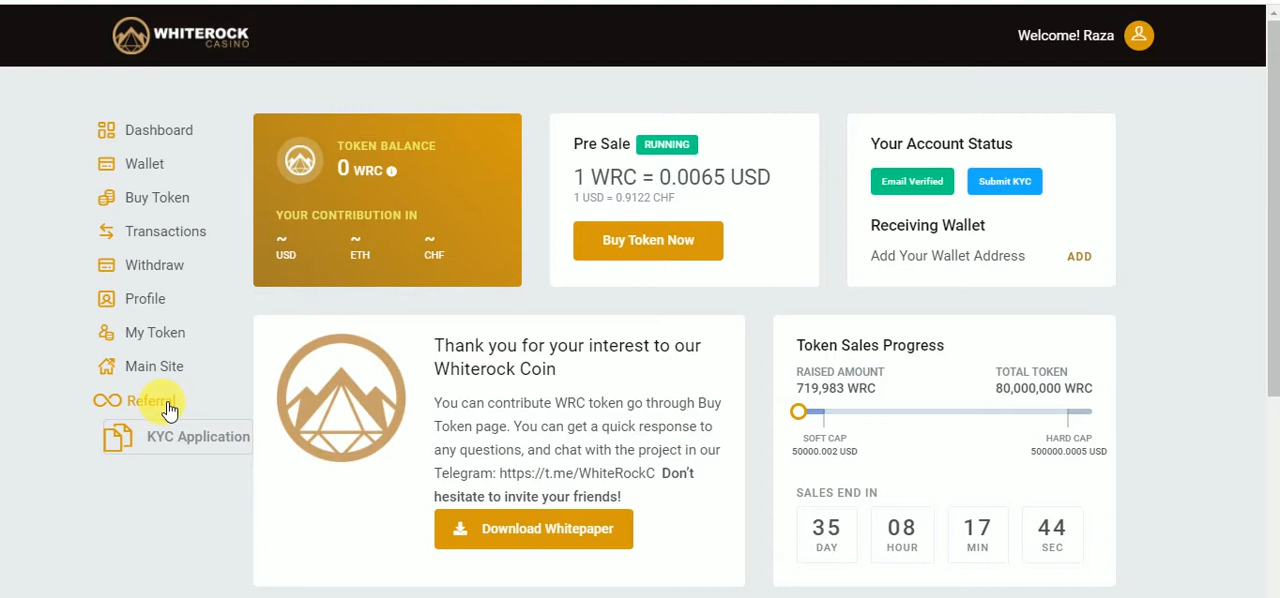 WHITEROCK
CASINO
Welcome! Raza
Dashboard
Wallet
Buy Token
Transactions
Withdraw
Profile
My Token
Main Site
Referral
KYC Application
TOKEN BALANCE
0 WRC
YOUR CONTRIBUTION IN
~ ~ ~
USD ETH CHF
Pre Sale RUNNING
1 WRC = 0.0065 USD
1 USD = 0.9122 CHF
Buy Token Now
Your Account Status
Email Verified Submit KYC
Receiving Wallet
Add Your Wallet Address ADD
Thank you for your interest to our
Whiterock Coin
You can contribute WRC token go through Buy
Token page. You can get a quick response to
any questions, and chat with the project in our
Telegram: https://t.me/WhiteRockC Don't
hesitate to invite your friends!
Download Whitepaper
Token Sales Progress
RAISED AMOUNT TOTAL TOKEN
719,983 WRC 80,000,000 WRC
SOFT CAP HARD CAP
50000.002 USD 500000.0005 USD
SALES END IN
35 08 17 44
DAY HOUR MIN SEC